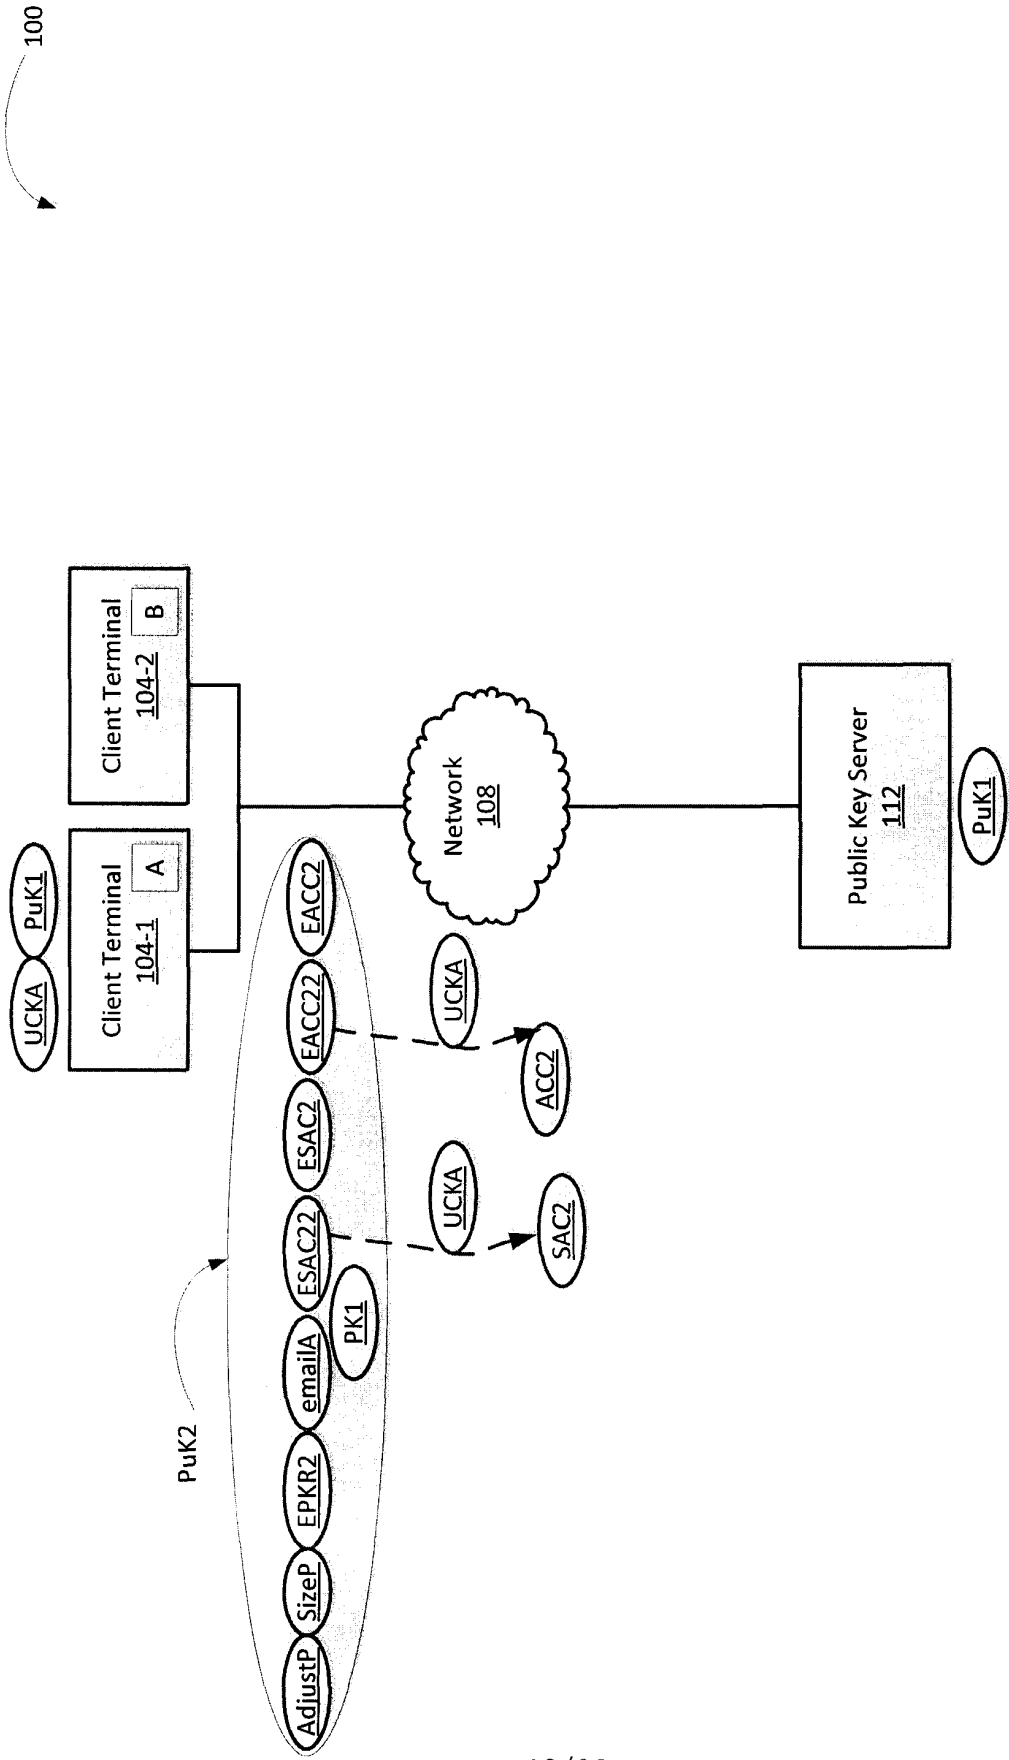 100
UCKA
PuK1
Client Terminal
104-1
A
Client Terminal
104-2
B
PuK2
AdjustP
SizeP
EPKR2
emailA
ESAC22
ESAC2
EACC22
EACC2
PK1
UCKA
UCKA
SAC2
ACC2
Network
108
Public Key Server
112
PuK1